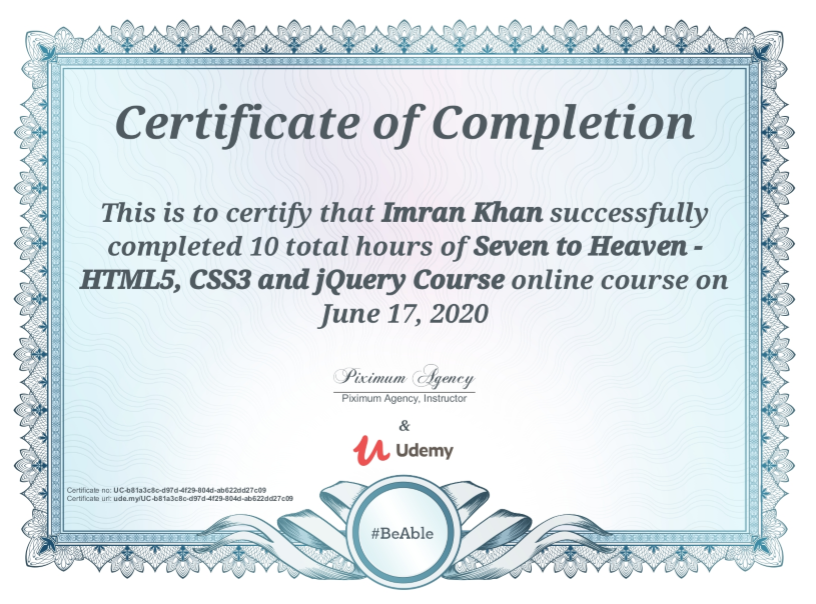 Certificate of Completion
This is to certify that Imran Khan successfully
completed 10 total hours of Seven to Heaven -
HTML5, CSS3 and jQuery Course online course on
June 17, 2020
Piximum Agency
Piximum Agency, Instructor
&
Udemy
Certificate no: UC-b81a3c8c-d97d-4f29-804d-ab622dd27c09
Certificate url: ude.my/UC-b81a3c8c-d97d-4f29-804d-ab622dd27c09
#BeAble